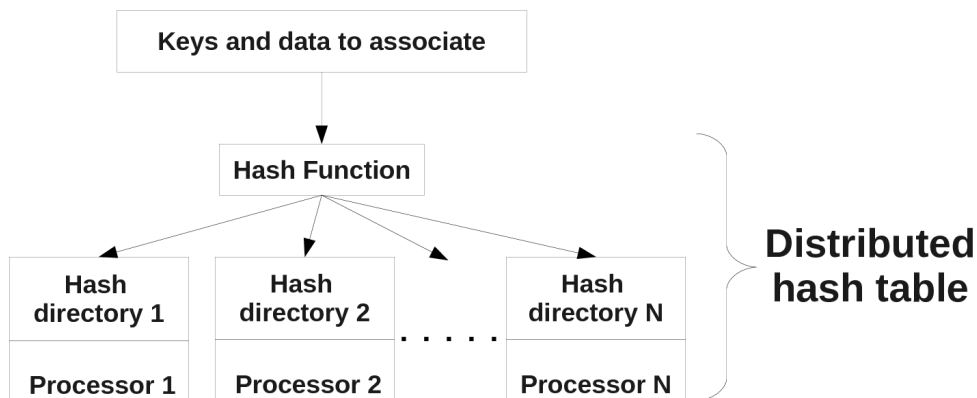 Keys and data to associate
Hash Function
Hash
directory 1
Hash
directory 2
Hash
directory N
. . . . .
Processor 1
Processor 2
Processor N
Distributed
hash table